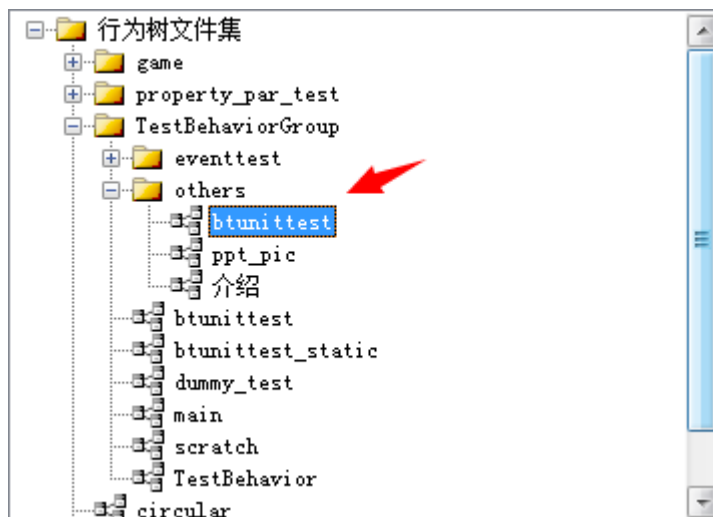 行为树文件集
game
property_par_test
TestBehaviorGroup
eventtest
others
btunittest
ppt_pic
介绍
btunittest
btunittest_static
dummy_test
main
scratch
TestBehavior
circular